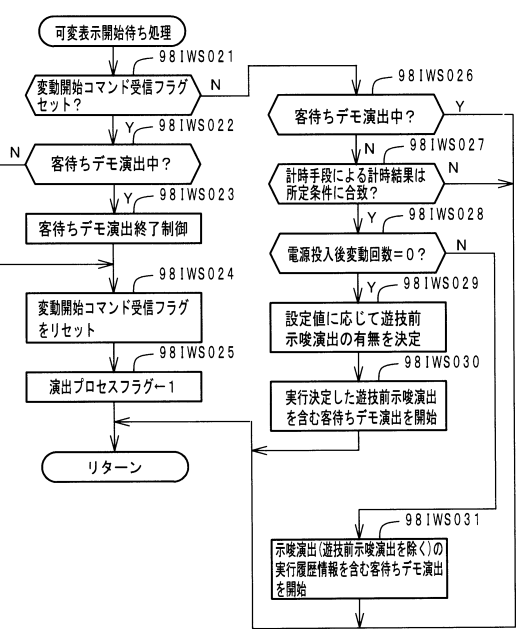 可変表示開始待ち処理
98IWS021
変動開始コマンド受信フラグ
セット?
N
Y
98IWS022
客待ちデモ演出中?
N
Y
98IWS023
客待ちデモ演出終了制御
98IWS024
変動開始コマンド受信フラグ
をリセット
98IWS025
演出プロセスフラグ←1
リターン
98IWS026
客待ちデモ演出中?
Y
N
98IWS027
計時手段による計時結果は
所定条件に合致?
N
Y
98IWS028
電源投入後変動回数=0?
N
Y
98IWS029
設定値に応じて遊技前
示唆演出の有無を決定
98IWS030
実行決定した遊技前示唆演出
を含む客待ちデモ演出を開始
98IWS031
示唆演出(遊技前示唆演出を除く)の
実行履歴情報を含む客待ちデモ演出
を開始